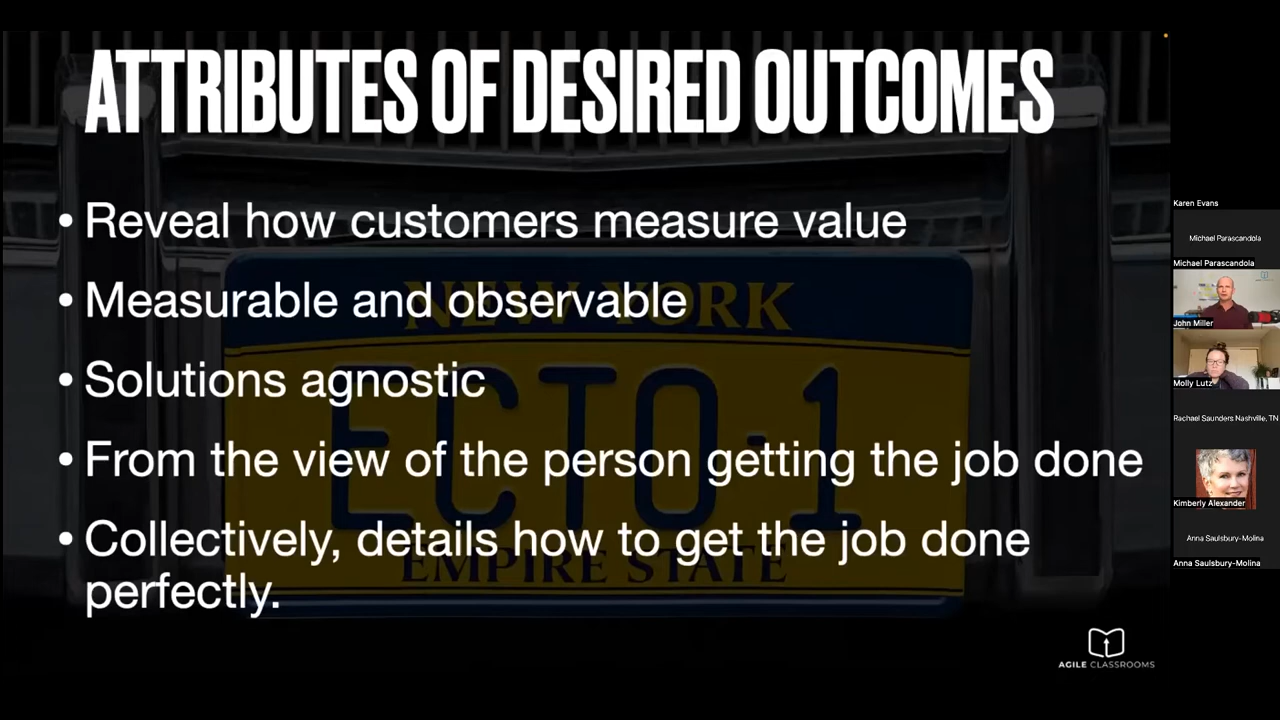 ATTRIBUTES OF DESIRED OUTCOMES
• Reveal how customers measure value
• Measurable and observable
• Solutions agnostic
• From the view of the person getting the job done
• Collectively, details how to get the job done
perfectly.
NEW YORK
ECTO-1
EMPIRE STATE
AGILE CLASSROOMS
Karen Evans
Michael Parascandola
Michael Parascandola
John Miller
Molly Lutz
Rachael Saunders Nashville, TN
Kimberly Alexander
Anna Saulsbury-Molina
Anna Saulsbury-Molina